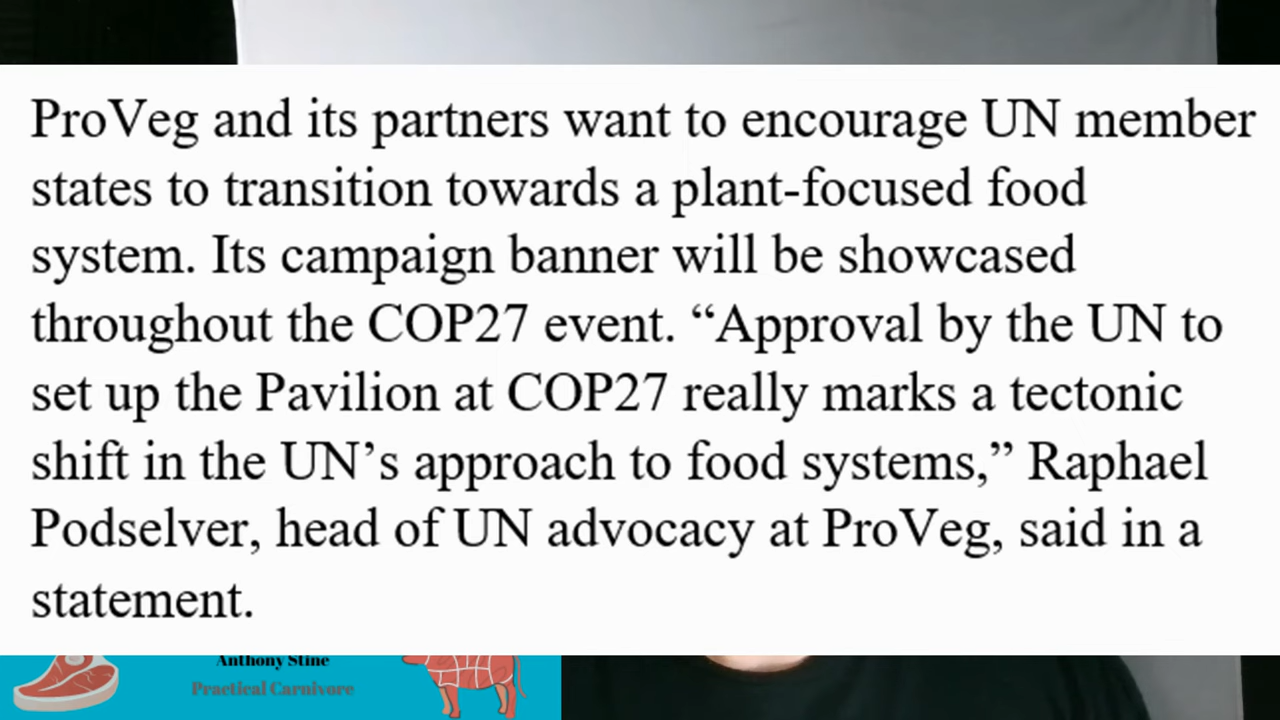 ProVeg and its partners want to encourage UN member
states to transition towards a plant-focused food
system. Its campaign banner will be showcased
throughout the COP27 event. “Approval by the UN to
set up the Pavilion at COP27 really marks a tectonic
shift in the UN’s approach to food systems,” Raphael
Podselver, head of UN advocacy at ProVeg, said in a
statement.
Anthony Stine
Practical Carnivore